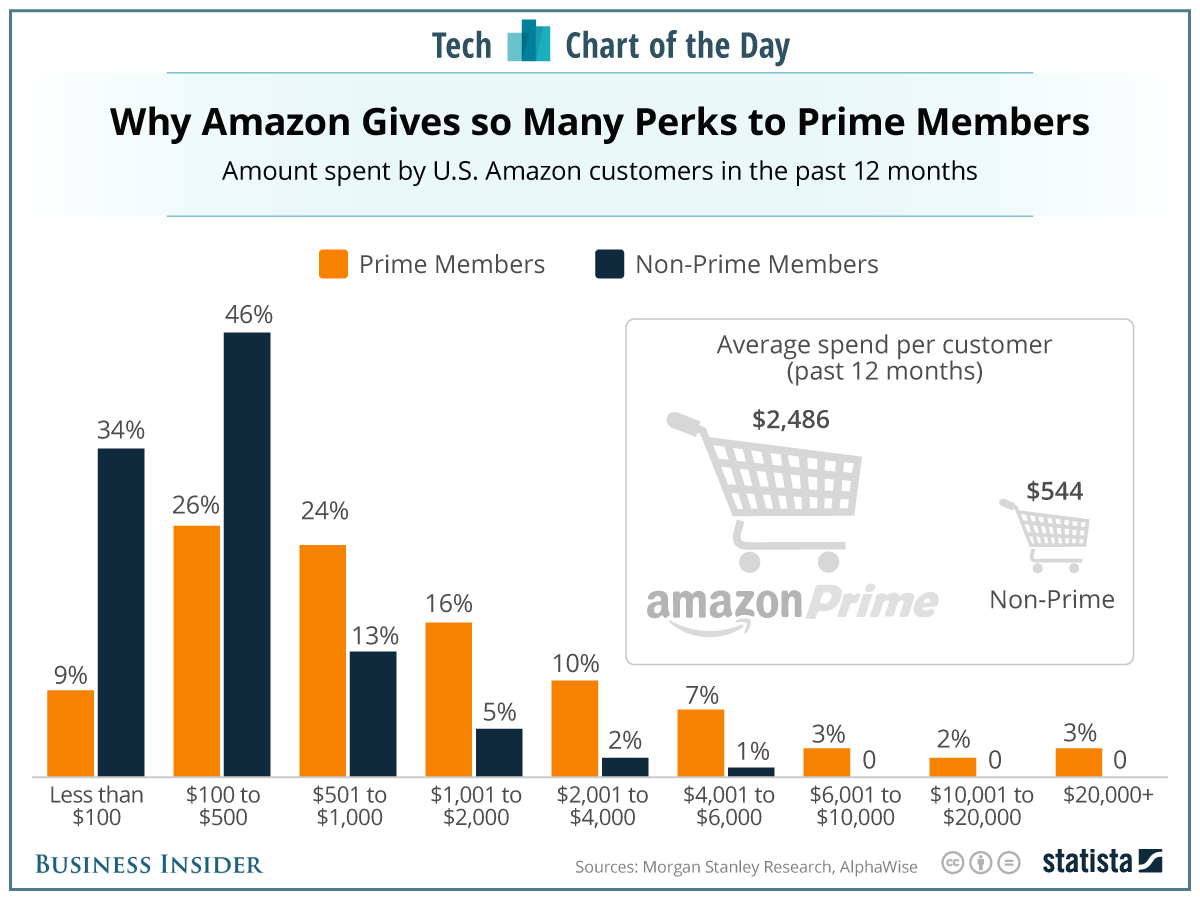 Tech Chart of the Day
Why Amazon Gives so Many Perks to Prime Members
Amount spent by U.S. Amazon customers in the past 12 months
Prime Members Non-Prime Members
46%
34%
26%
24%
16%
13%
9%
10%
7%
5%
2%
1%
3%
0
2%
0
3%
0
Average spend per customer
(past 12 months)
$2,486
$544
amazonPrime
Non-Prime
Less than
$100
$100 to
$500
$501 to
$1,000
$1,001 to
$2,000
$2,001 to
$4,000
$4,001 to
$6,000
$6,001 to
$10,000
$10,001 to
$20,000
$20,000+
BUSINESS INSIDER
Sources: Morgan Stanley Research, AlphaWise
cc
statista